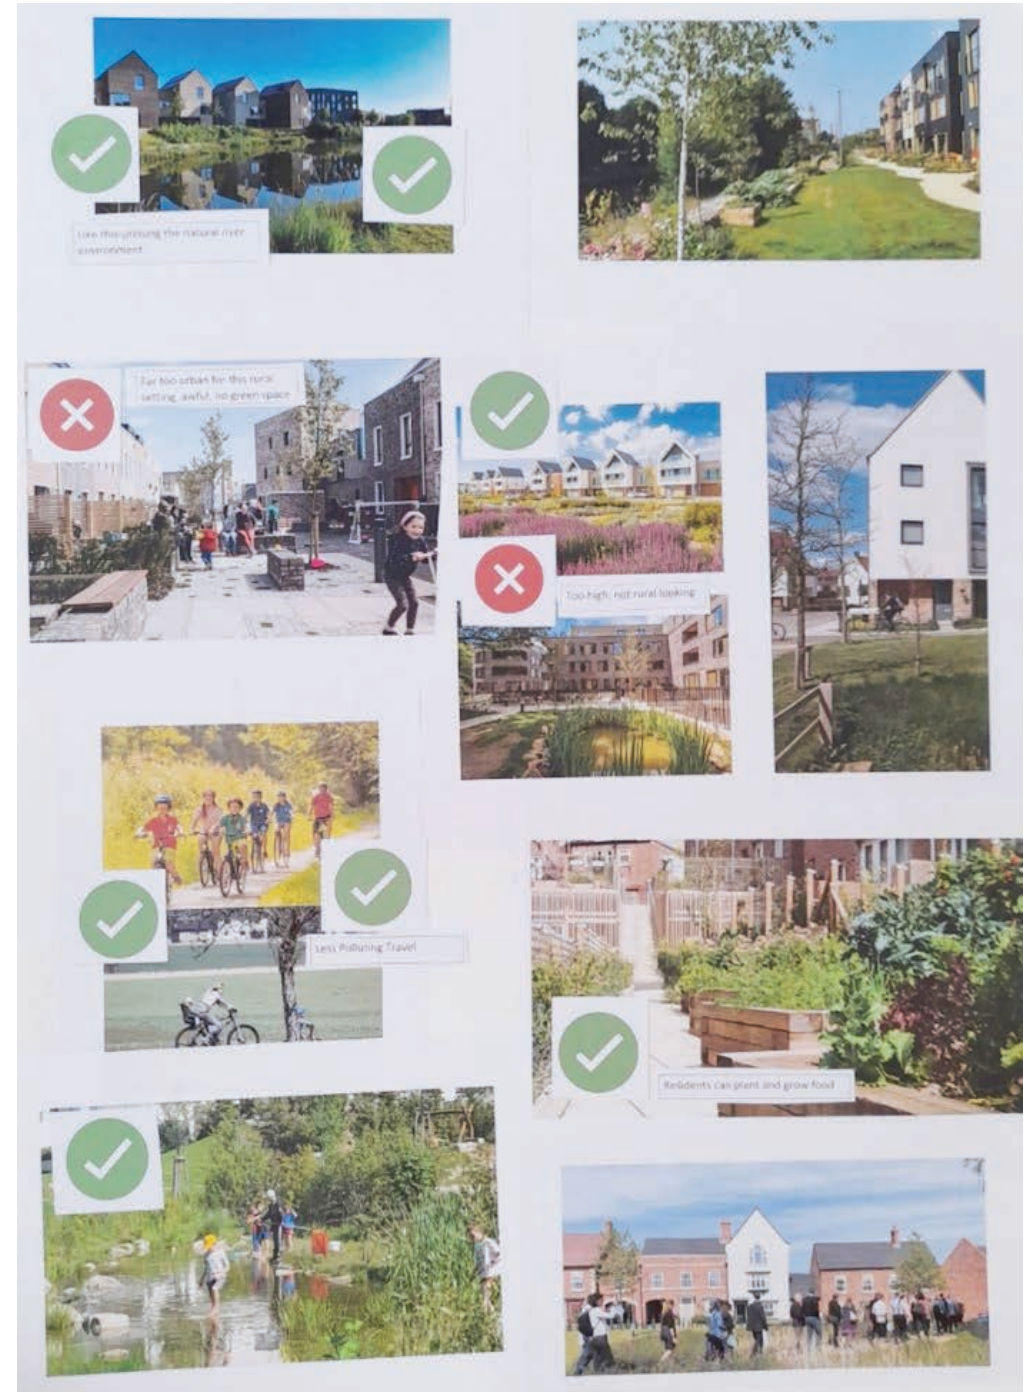 Like this utilising the natural river
environment
Far too urban for this rural
setting, awful, no green space
Too high, not rural looking
Less Polluting Travel
Residents can plant and grow food